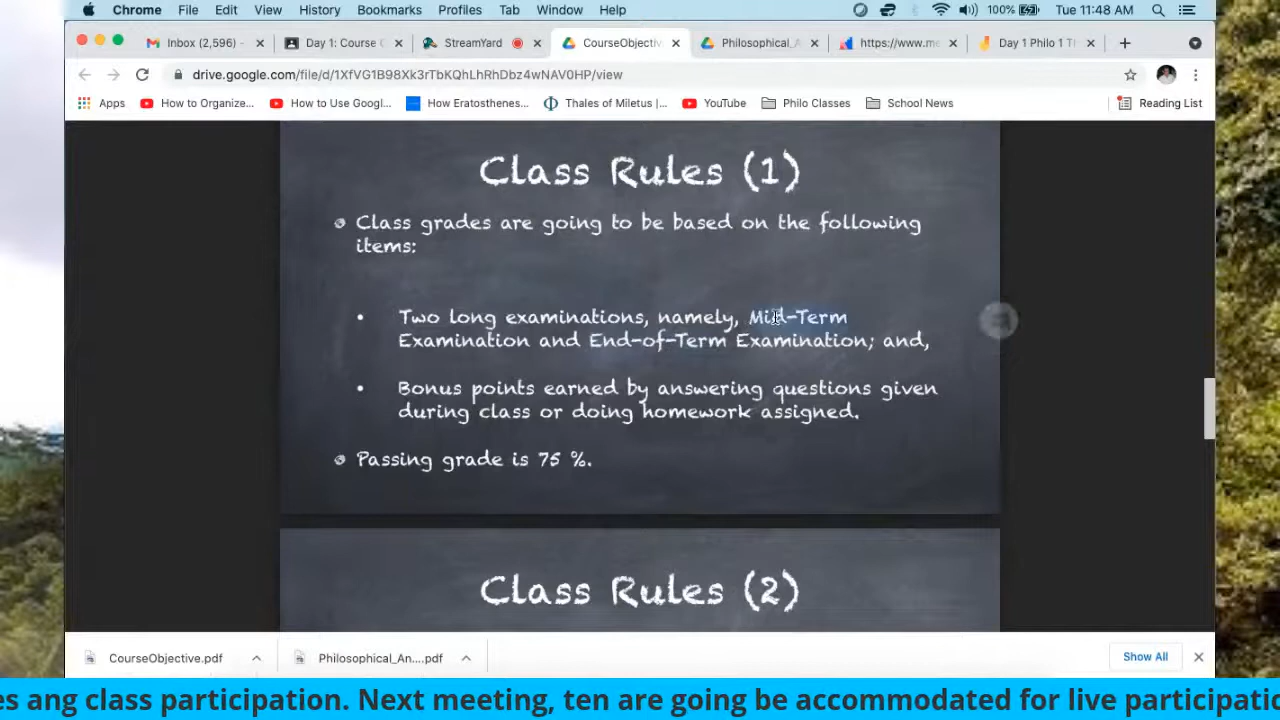 Chrome File Edit View History Bookmarks Profiles Tab Window Help 100% Tue 11:48 AM
Inbox (2,596) - Day 1: Course StreamYard CourseObjectiv Philosophical_A https://www.me Day 1 Philo 1
drive.google.com/file/d/1XfVG1B98Xk3rTbKQhLhRhDbz4wNAV0HP/view
Apps How to Organize... How to Use Googl... How Eratosthenes... Thales of Miletus |... YouTube Philo Classes School News Reading List
Class Rules (1)
Class grades are going to be based on the following
items:
• Two long examinations, namely, Mid-Term
Examination and End-of-Term Examination; and,
• Bonus points earned by answering questions given
during class or doing homework assigned.
Passing grade is 75 %.
Class Rules (2)
CourseObjective.pdf Philosophical_An....pdf Show All
es ang class participation. Next meeting, ten are going be accommodated for live participatio